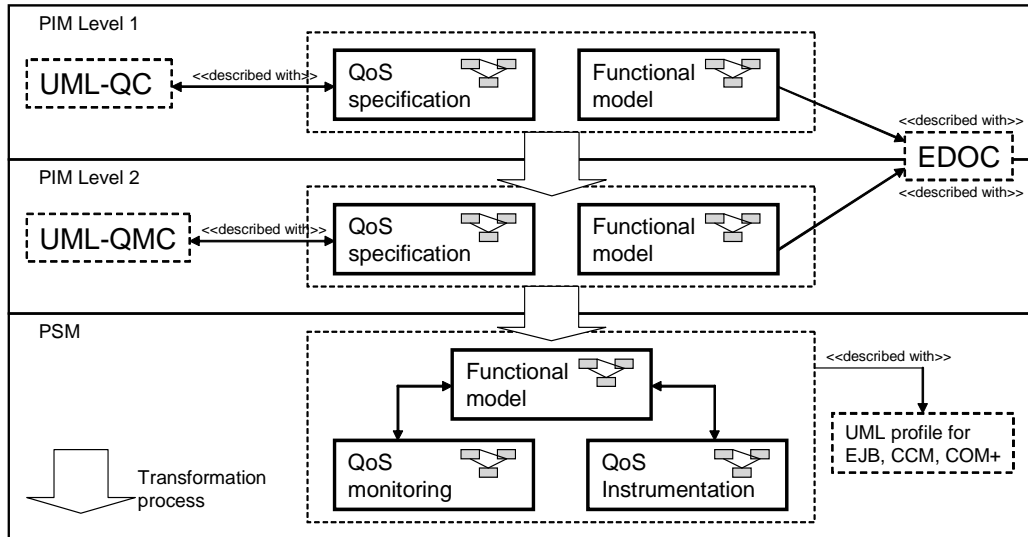 PIM Level 1
UML-QC
<<described with>>
QoS
specification
Functional
model
<<described with>>
EDOC
<<described with>>
PIM Level 2
UML-QMC
<<described with>>
QoS
specification
Functional
model
PSM
Functional
model
<<described with>>
QoS
monitoring
QoS
Instrumentation
UML profile for
EJB, CCM, COM+
Transformation
process